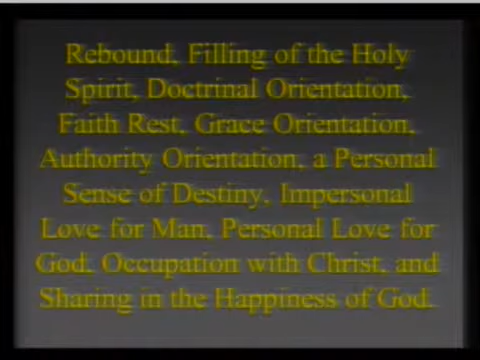 Rebound, Filling of the Holy
Spirit, Doctrinal Orientation,
Faith Rest, Grace Orientation,
Authority Orientation, a Personal
Sense of Destiny, Impersonal
Love for Man, Personal Love for
God, Occupation with Christ, and
Sharing in the Happiness of God.